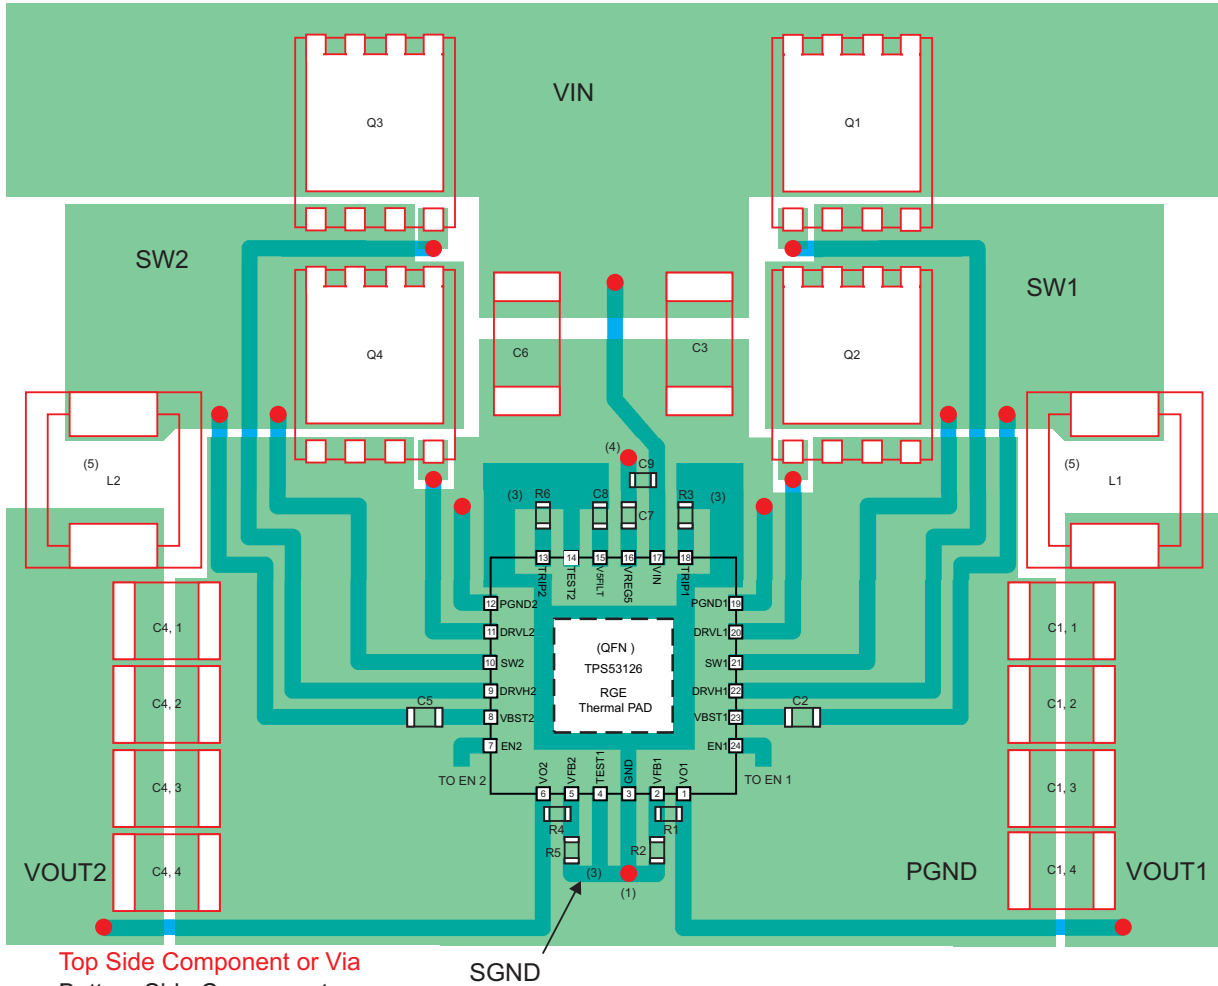 VIN
Q3
Q1
SW2
SW1
C6
C3
Q4
Q2
(4)
C9
(5)
L2
(3)
R6
C8
C7
R3
(3)
(5)
L1
13
14
15
16
17
18
TRIP2
TEST2
V5FILT
VREG5
VIN
TRIP1
12
PGND2
PGND1
19
11
DRVL2
DRVL1
20
10
SW2
SW1
21
9
DRVH2
DRVH1
22
8
VBST2
VBST1
23
7
EN2
EN1
24
(QFN )
TPS53126
RGE
Thermal PAD
C5
C2
TO EN 2
TO EN 1
VO2
VFB2
TEST1
GND
VFB1
VO1
6
5
4
3
2
1
R4
R1
R5
R2
(3)
(1)
C4, 1
C4, 2
C4, 3
C4, 4
C1, 1
C1, 2
C1, 3
C1, 4
VOUT2
PGND
VOUT1
Top Side Component or Via
SGND